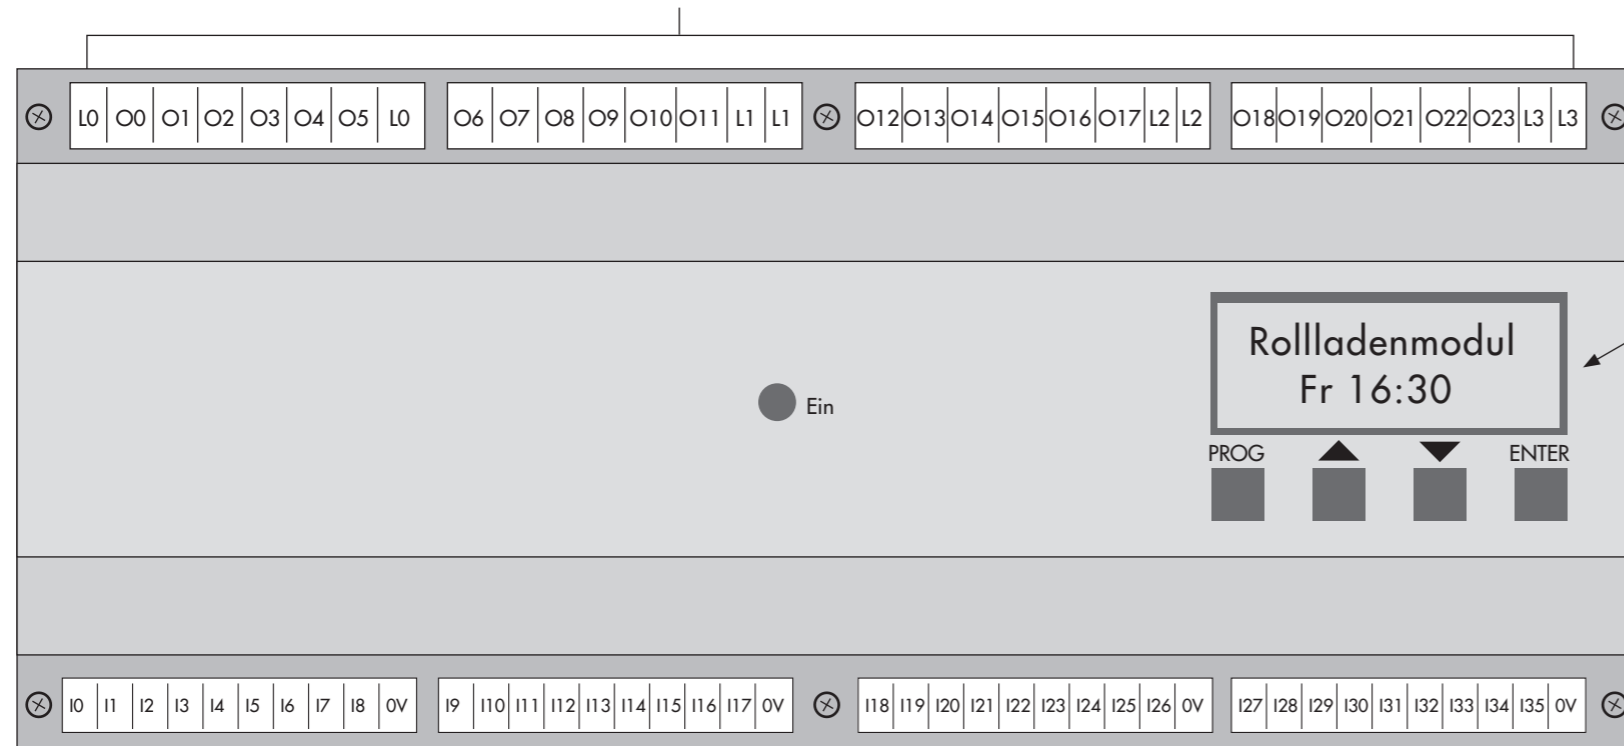 L0 O0 O1 O2 O3 O4 O5 L0 O6 O7 O8 O9 O10 O11 L1 L1 O12 O13 O14 O15 O16 O17 L2 L2 O18 O19 O20 O21 O22 O23 L3 L3
Rollladenmodul
Fr 16:30
Ein
PROG ENTER
I0 I1 I2 I3 I4 I5 I6 I7 I8 0V I9 I10 I11 I12 I13 I14 I15 I16 I17 0V I18 I19 I20 I21 I22 I23 I24 I25 I26 0V I27 I28 I29 I30 I31 I32 I33 I34 I35 0V